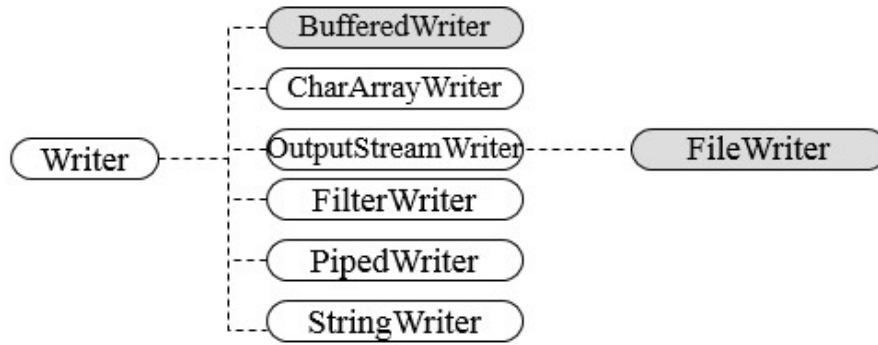 BufferedWriter
CharArrayWriter
Writer
OutputStreamWriter
FileWriter
FilterWriter
PipedWriter
StringWriter